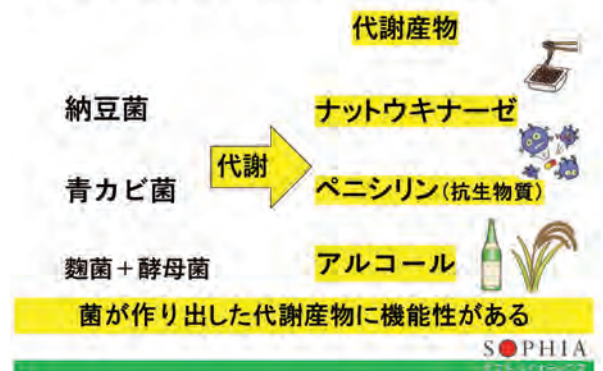 代謝産物
納豆菌
ナットウキナーゼ
代謝
青カビ菌
ペニシリン(抗生物質)
麴菌+酵母菌
アルコール
菌が作り出した代謝産物に機能性がある
SOPHIA